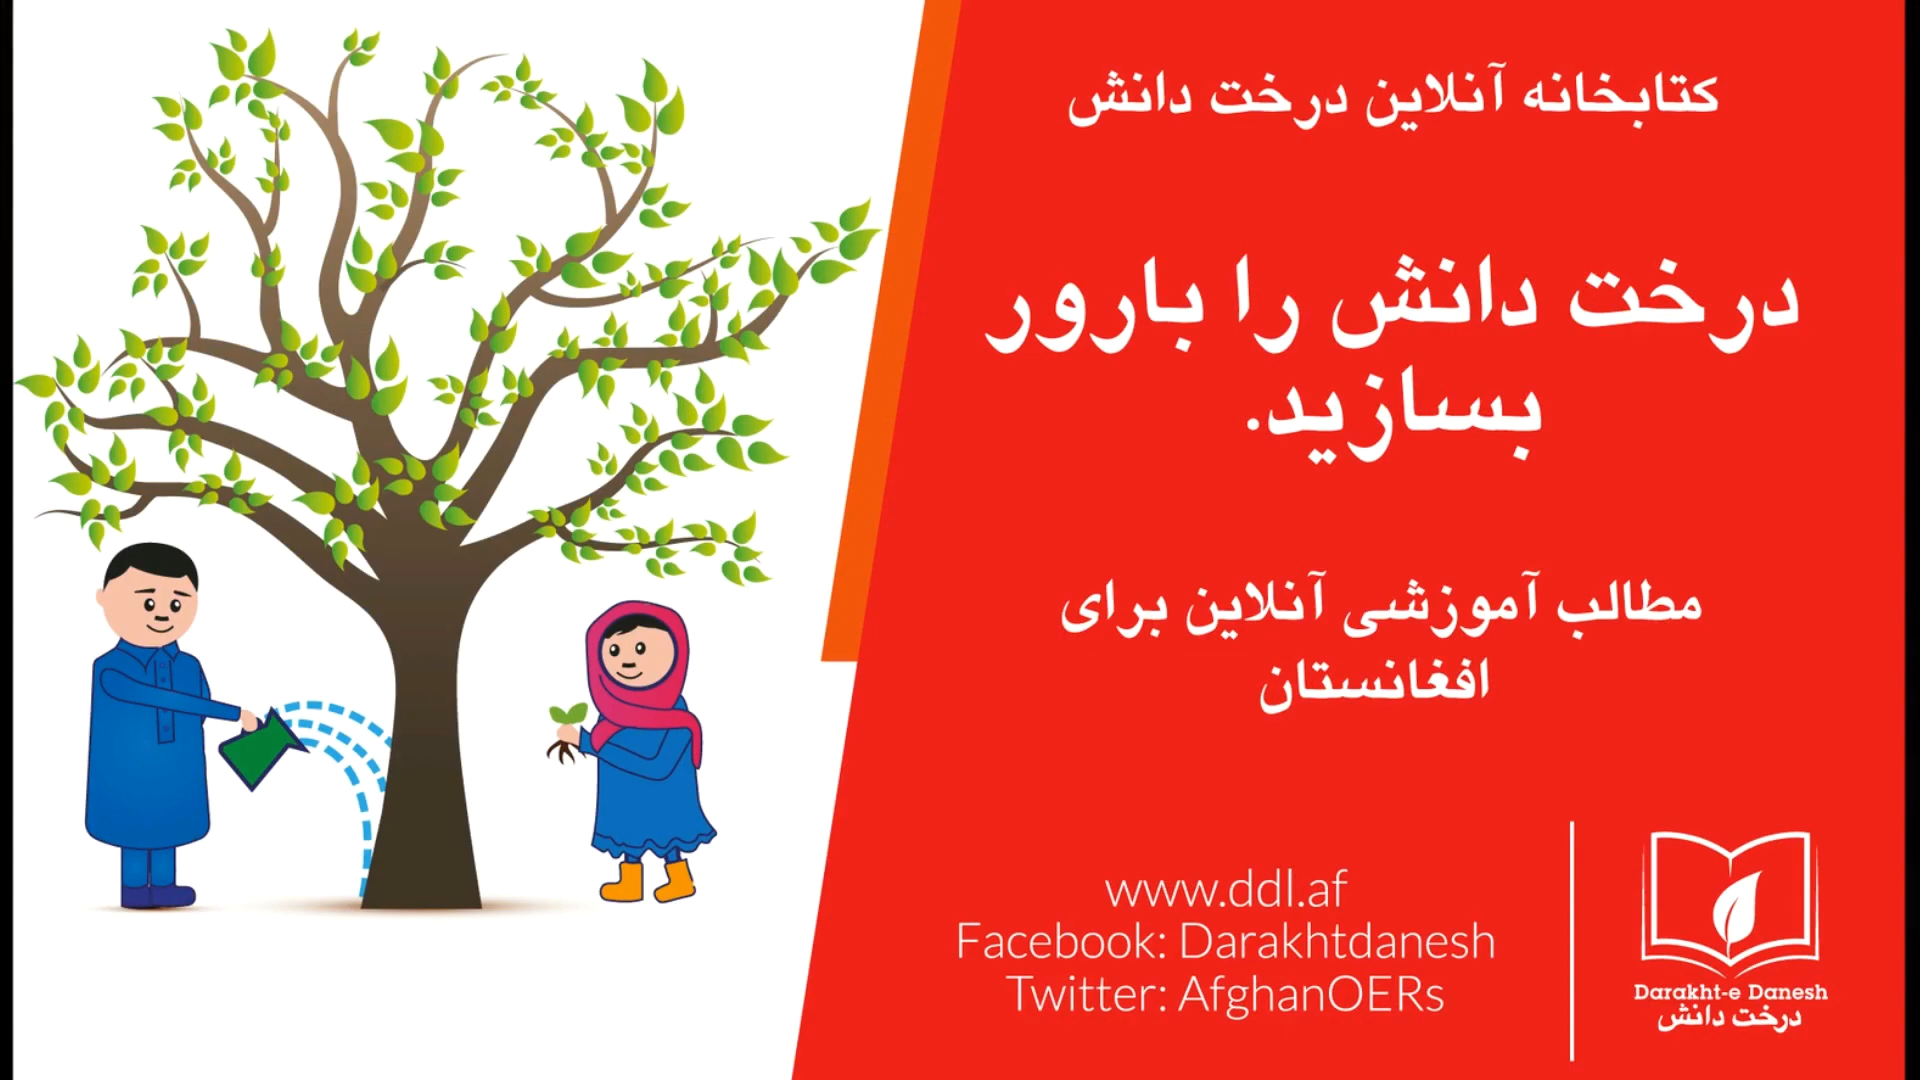 کتابخانه آنلاین درخت دانش
درخت دانش را بارور
بسازید.
مطالب آموزشی آنلاین برای
افغانستان
www.ddl.af
Facebook: Darakhtdanesh
Twitter: AfghanOERs
Darakht-e Danesh
درخت دانش